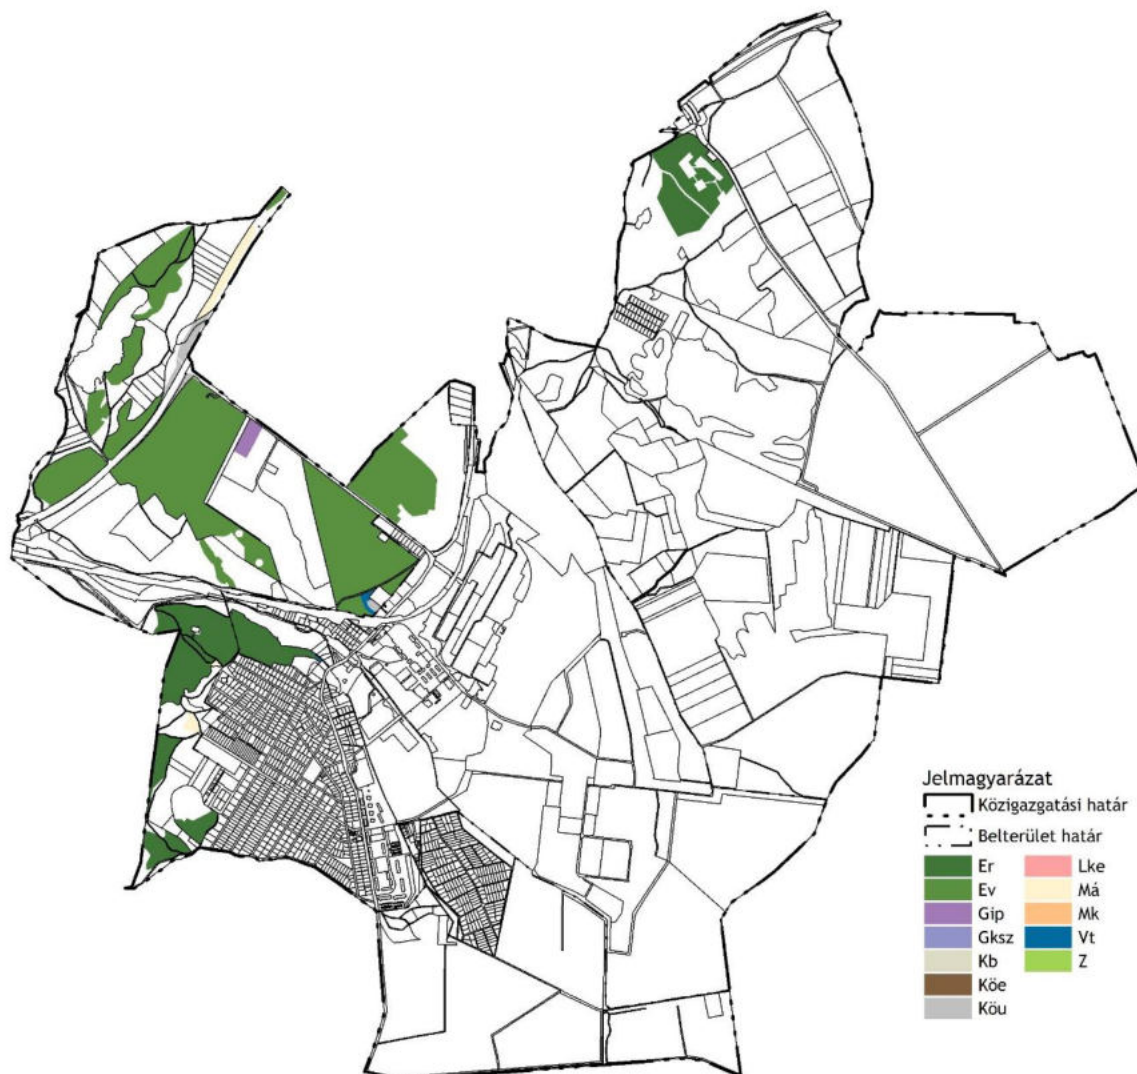 Jelmagyarázat
Közigazgatási határ
Belterület határ
Er
Ev
Gip
Gksz
Kb
Köe
Köu
Lke
Má
Mk
Vt
Z